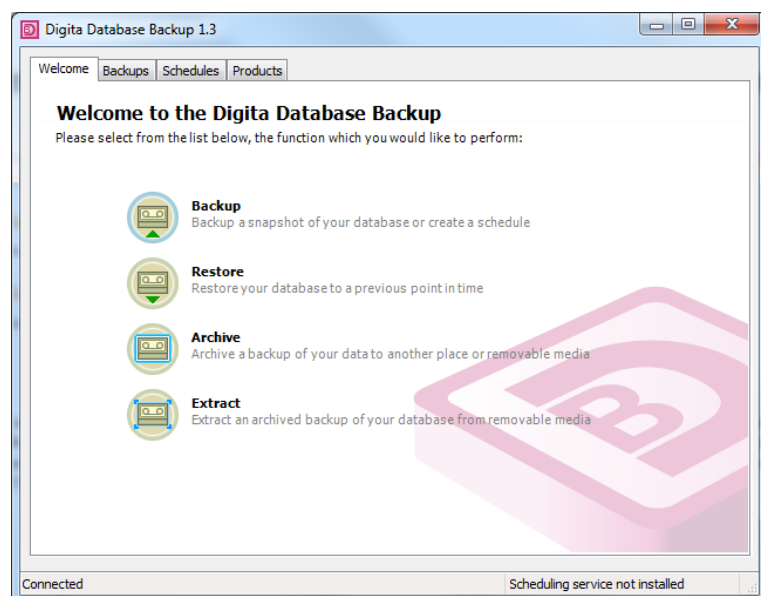 Digita Database Backup 1.3
Welcome Backups Schedules Products
Welcome to the Digita Database Backup
Please select from the list below, the function which you would like to perform:
Backup
Backup a snapshot of your database or create a schedule
Restore
Restore your database to a previous point in time
Archive
Archive a backup of your data to another place or removable media
Extract
Extract an archived backup of your database from removable media
Connected Scheduling service not installed